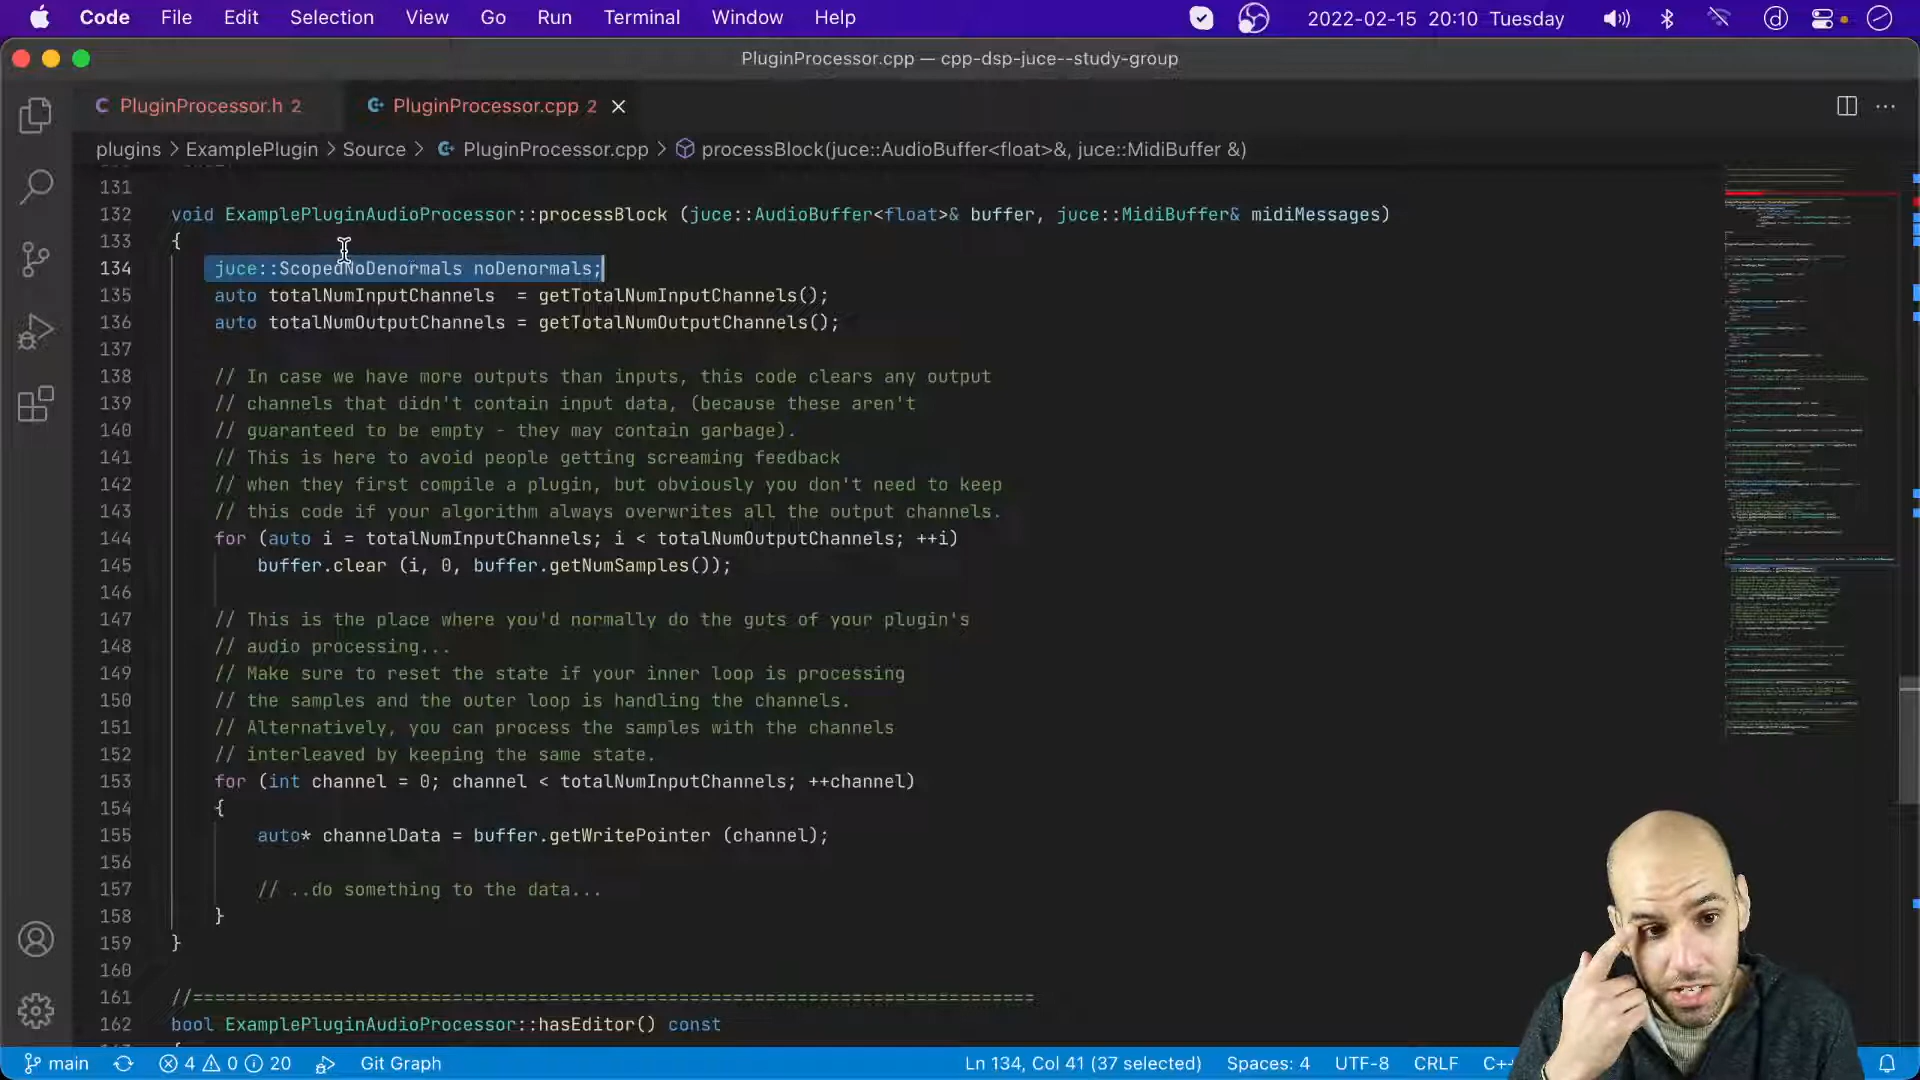 Code File Edit Selection View Go Run Terminal Window Help 2022-02-15 20:10 Tuesday
PluginProcessor.cpp — cpp-dsp-juce--study-group
PluginProcessor.h 2 PluginProcessor.cpp 2
plugins > ExamplePlugin > Source > PluginProcessor.cpp > processBlock(juce::AudioBuffer<float>&, juce::MidiBuffer &)
131
132 void ExamplePluginAudioProcessor::processBlock (juce::AudioBuffer<float>& buffer, juce::MidiBuffer& midiMessages)
133 {
134 juce::ScopedNoDenormals noDenormals;
135 auto totalNumInputChannels  = getTotalNumInputChannels();
136 auto totalNumOutputChannels = getTotalNumOutputChannels();
137
138 // In case we have more outputs than inputs, this code clears any output
139 // channels that didn't contain input data, (because these aren't
140 // guaranteed to be empty - they may contain garbage).
141 // This is here to avoid people getting screaming feedback
142 // when they first compile a plugin, but obviously you don't need to keep
143 // this code if your algorithm always overwrites all the output channels.
144 for (auto i = totalNumInputChannels; i < totalNumOutputChannels; ++i)
145 buffer.clear (i, 0, buffer.getNumSamples());
146
147 // This is the place where you'd normally do the guts of your plugin's
148 // audio processing...
149 // Make sure to reset the state if your inner loop is processing
150 // the samples and the outer loop is handling the channels.
151 // Alternatively, you can process the samples with the channels
152 // interleaved by keeping the same state.
153 for (int channel = 0; channel < totalNumInputChannels; ++channel)
154 {
155 auto* channelData = buffer.getWritePointer (channel);
156
157 // ..do something to the data...
158 }
159 }
160
161 //==============================================================================
162 bool ExamplePluginAudioProcessor::hasEditor() const
main 4 0 20 Git Graph Ln 134, Col 41 (37 selected) Spaces: 4 UTF-8 CRLF C++